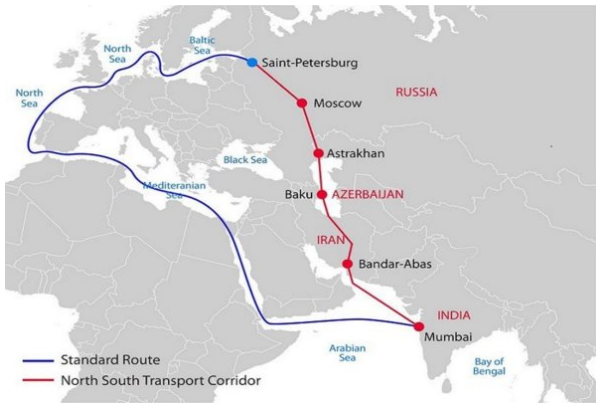 Baltic
Sea
North
Sea
Saint-Petersburg
North
Sea
RUSSIA
Moscow
Astrakhan
Black Sea
Mediteranian
Sea
Baku
AZERBAIJAN
IRAN
Bandar-Abas
INDIA
Mumbai
Arabian
Sea
Bay of
Bengal
Standard Route
North South Transport Corridor